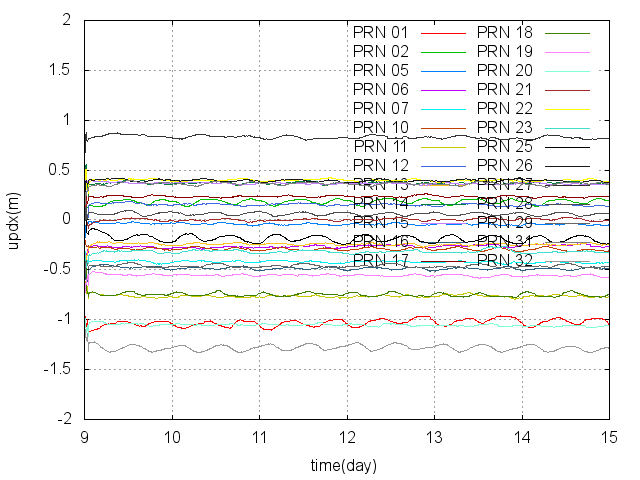 2
1.5
1
0.5
0
-0.5
-1
-1.5
-2
updx(m)
9 10 11 12 13 14 15
time(day)
PRN 01 PRN 18
PRN 02 PRN 19
PRN 05 PRN 20
PRN 06 PRN 21
PRN 07 PRN 22
PRN 10 PRN 23
PRN 11 PRN 25
PRN 12 PRN 26
PRN 13 PRN 27
PRN 14 PRN 28
PRN 15 PRN 29
PRN 16 PRN 31
PRN 17 PRN 32